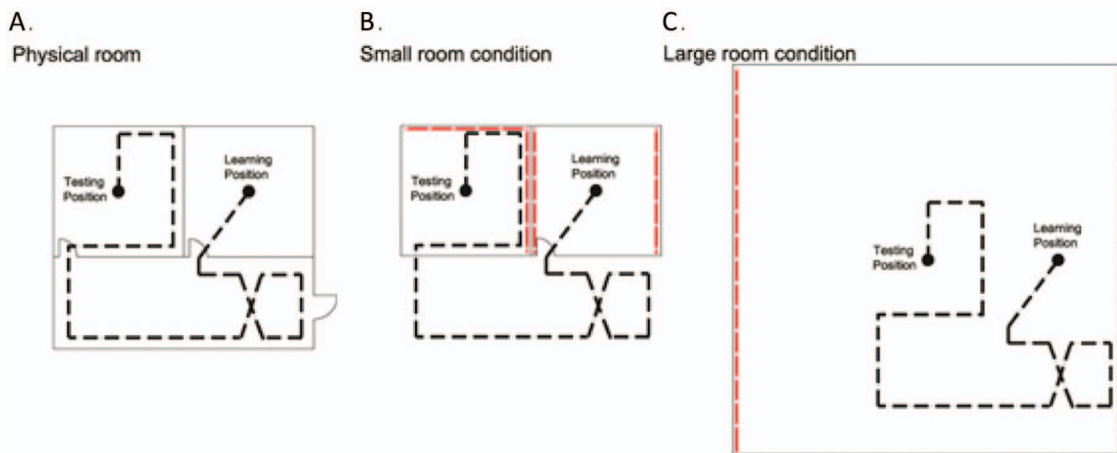 A.
Physical room
Testing
Position
Learning
Position
B.
Small room condition
Testing
Position
Learning
Position
C.
Large room condition
Testing
Position
Learning
Position